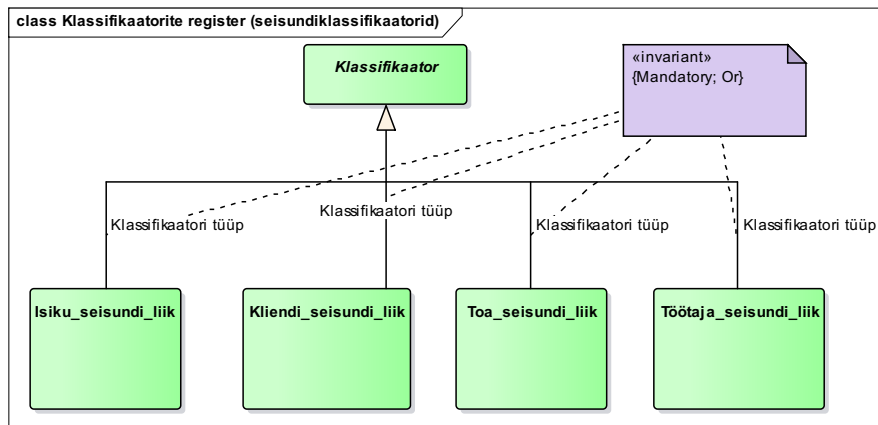 class Klassifikaatorite register (seisundiklassifikaatorid)
Klassifikaator
«invariant»
{Mandatory; Or}
Klassifikaatori tüüp
Klassifikaatori tüüp
Klassifikaatori tüüp
Klassifikaatori tüüp
Isiku_seisundi_liik
Kliendi_seisundi_liik
Toa_seisundi_liik
Töötaja_seisundi_liik